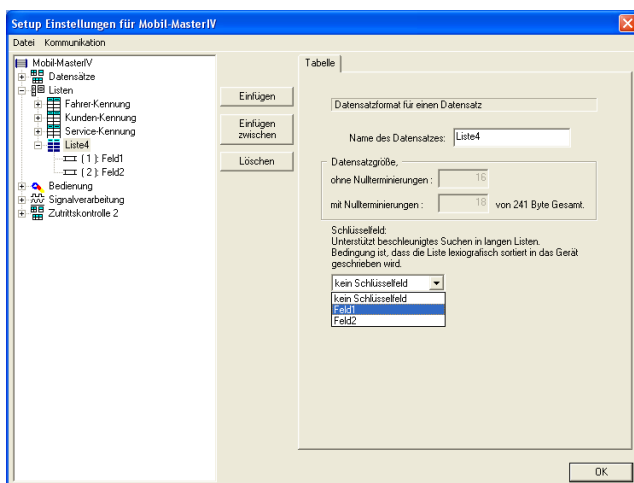 Setup Einstellungen für Mobil-MasterIV
Datei Kommunikation
Mobil-MasterIV
Datensätze
Listen
Fahrer-Kennung
Kunden-Kennung
Service-Kennung
Liste4
( 1 ): Feld1
( 2 ): Feld2
Bedienung
Signalverarbeitung
Zutrittskontrolle 2
Einfügen
Einfügen
zwischen
Löschen
Tabelle
Datensatzformat für einen Datensatz
Name des Datensatzes: Liste4
Datensatzgröße,
ohne Nullterminierungen : 16
mit Nullterminierungen : 18 von 241 Byte Gesamt.
Schlüsselfeld:
Unterstützt beschleunigtes Suchen in langen Listen.
Bedingung ist, dass die Liste lexiografisch sortiert in das Gerät
geschrieben wird.
kein Schlüsselfeld
kein Schlüsselfeld
Feld1
Feld2
OK